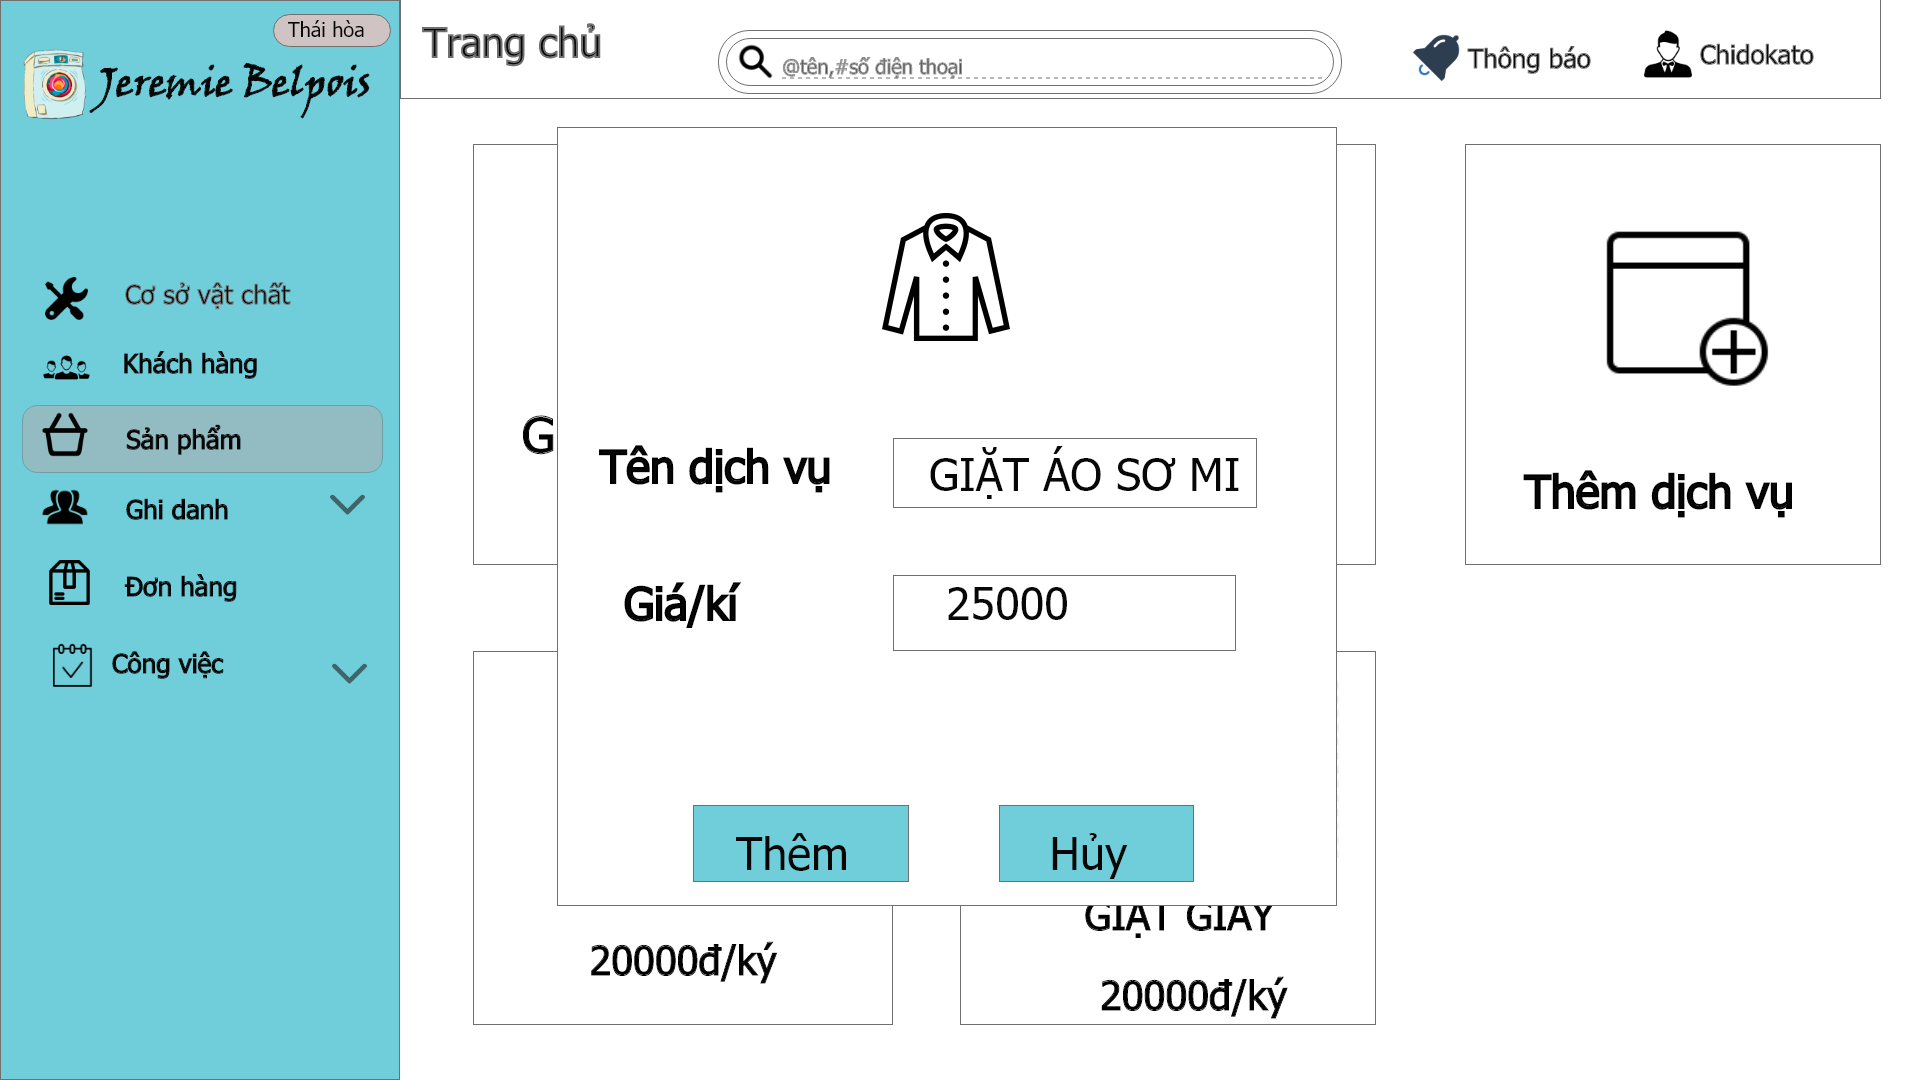 Thái hòa
Jeremie Belpois
Cơ sở vật chất
Khách hàng
Sản phẩm
Ghi danh
Đơn hàng
Công việc
Trang chủ
@tên,#số điện thoại
Thông báo
Chidokato
G
Tên dịch vụ
GIẶT ÁO SƠ MI
Giá/kí
25000
Thêm
Hủy
Thêm dịch vụ
20000đ/ký
GIẶT GIÀY
20000đ/ký